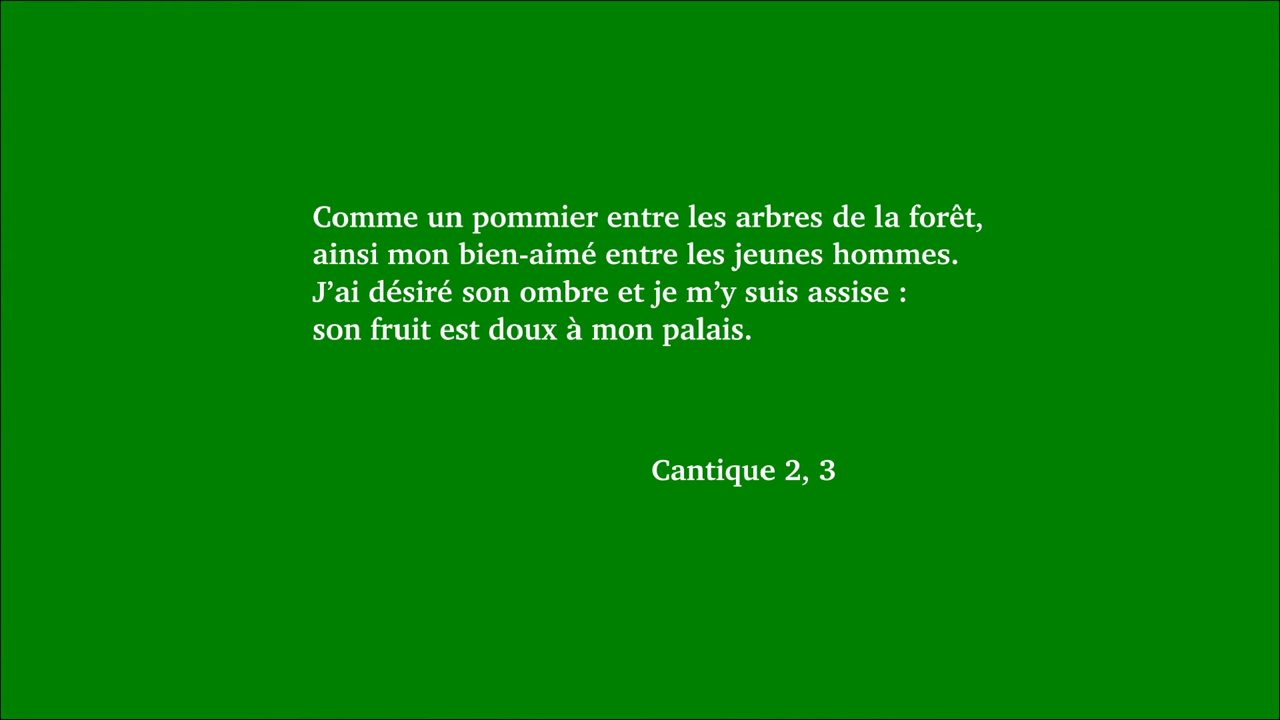 Comme un pommier entre les arbres de la forêt,
ainsi mon bien-aimé entre les jeunes hommes.
J’ai désiré son ombre et je m’y suis assise :
son fruit est doux à mon palais.
Cantique 2, 3